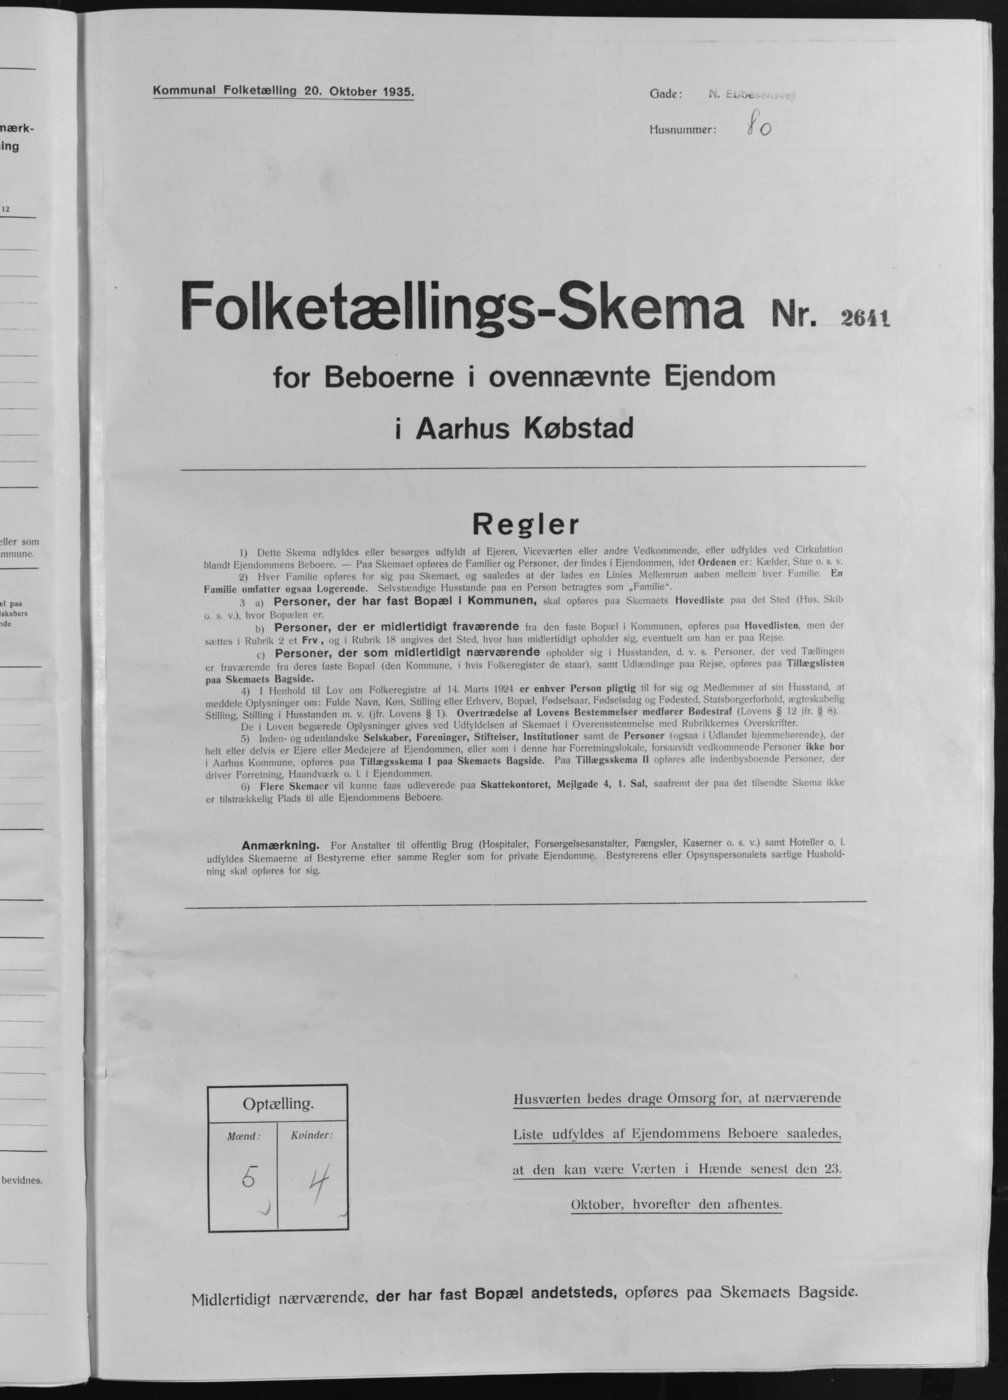 mærk-
ing
12
eller som
mmune.
el paa
lskabers
nde
bevidnes.
Kommunal Folketælling 20. Oktober 1935.
Gade: N. Ebbesensvej
Husnummer: 80
Folketællings-Skema Nr. 2641
for Beboerne i ovennævnte Ejendom
i Aarhus Købstad
Regler
1) Dette Skema udfyldes eller besørges udfyldt af Ejeren, Viceværten eller andre Vedkommende, eller udfyldes ved Cirkulation
blandt Ejendommens Beboere. — Paa Skemaet opføres de Familier og Personer, der findes i Ejendommen, idet Ordenen er: Kælder, Stue o. s. v.
2) Hver Familie opføres for sig paa Skemaet, og saaledes at der lades en Linies Mellemrum aaben mellem hver Familie. En
Familie omfatter ogsaa Logerende. Selvstændige Husstande paa en Person betragtes som „Familie“.
3 a) Personer, der har fast Bopæl i Kommunen, skal opføres paa Skemaets Hovedliste paa det Sted (Hus, Skib
o. s. v.), hvor Bopælen er.
b) Personer, der er midlertidigt fraværende fra den faste Bopæl i Kommunen, opføres paa Hovedlisten, men der
sættes i Rubrik 2 et Frv., og i Rubrik 18 angives det Sted, hvor han midlertidigt opholder sig, eventuelt om han er paa Rejse.
c) Personer, der som midlertidigt nærværende opholder sig i Husstanden, d. v. s. Personer, der ved Tællingen
er fraværende fra deres faste Bopæl (den Kommune, i hvis Folkeregister de staar), samt Udlændinge paa Rejse, opføres paa Tillægslisten
paa Skemaets Bagside.
4) I Henhold til Lov om Folkeregistre af 14. Marts 1924 er enhver Person pligtig til for sig og Medlemmer af sin Husstand, at
meddele Oplysninger om: Fulde Navn, Køn, Stilling eller Erhverv, Bopæl, Fødselsaar, Fødselsdag og Fødested, Statsborgerforhold, ægteskabelig
Stilling, Stilling i Husstanden m. v. (jfr. Lovens § 1). Overtrædelse af Lovens Bestemmelser medfører Bødestraf (Lovens § 12 jfr. § 8).
De i Loven begærede Oplysninger gives ved Udfyldelsen af Skemaet i Overensstemmelse med Rubrikkernes Overskrifter.
5) Inden- og udenlandske Selskaber, Foreninger, Stiftelser, Institutioner samt de Personer (ogsaa i Udlandet hjemmehørende), der
helt eller delvis er Ejere eller Medejere af Ejendommen, eller som i denne har Forretningslokale, forsaavidt vedkommende Personer ikke bor
i Aarhus Kommune, opføres paa Tillægsskema I paa Skemaets Bagside. Paa Tillægsskema II opføres alle indenbysboende Personer, der
driver Forretning, Haandværk o. l. i Ejendommen.
6) Flere Skemaer vil kunne faas udleverede paa Skattekontoret, Mejlgade 4, 1. Sal, saafremt der paa det tilsendte Skema ikke
er tilstrækkelig Plads til alle Ejendommens Beboere.
Anmærkning. For Anstalter til offentlig Brug (Hospitaler, Forsørgelsesanstalter, Fængsler, Kaserner o. s. v.) samt Hoteller o. l.
udfyldes Skemaerne af Bestyrerne efter samme Regler som for private Ejendomme. Bestyrerens eller Opsynspersonalets særlige Hushold-
ning skal opføres for sig.
Optælling.
Mænd: Kvinder:
5 4
Husværten bedes drage Omsorg for, at nærværende
Liste udfyldes af Ejendommens Beboere saaledes,
at den kan være Værten i Hænde senest den 23.
Oktober, hvorefter den afhentes.
Midlertidigt nærværende, der har fast Bopæl andetsteds, opføres paa Skemaets Bagside.